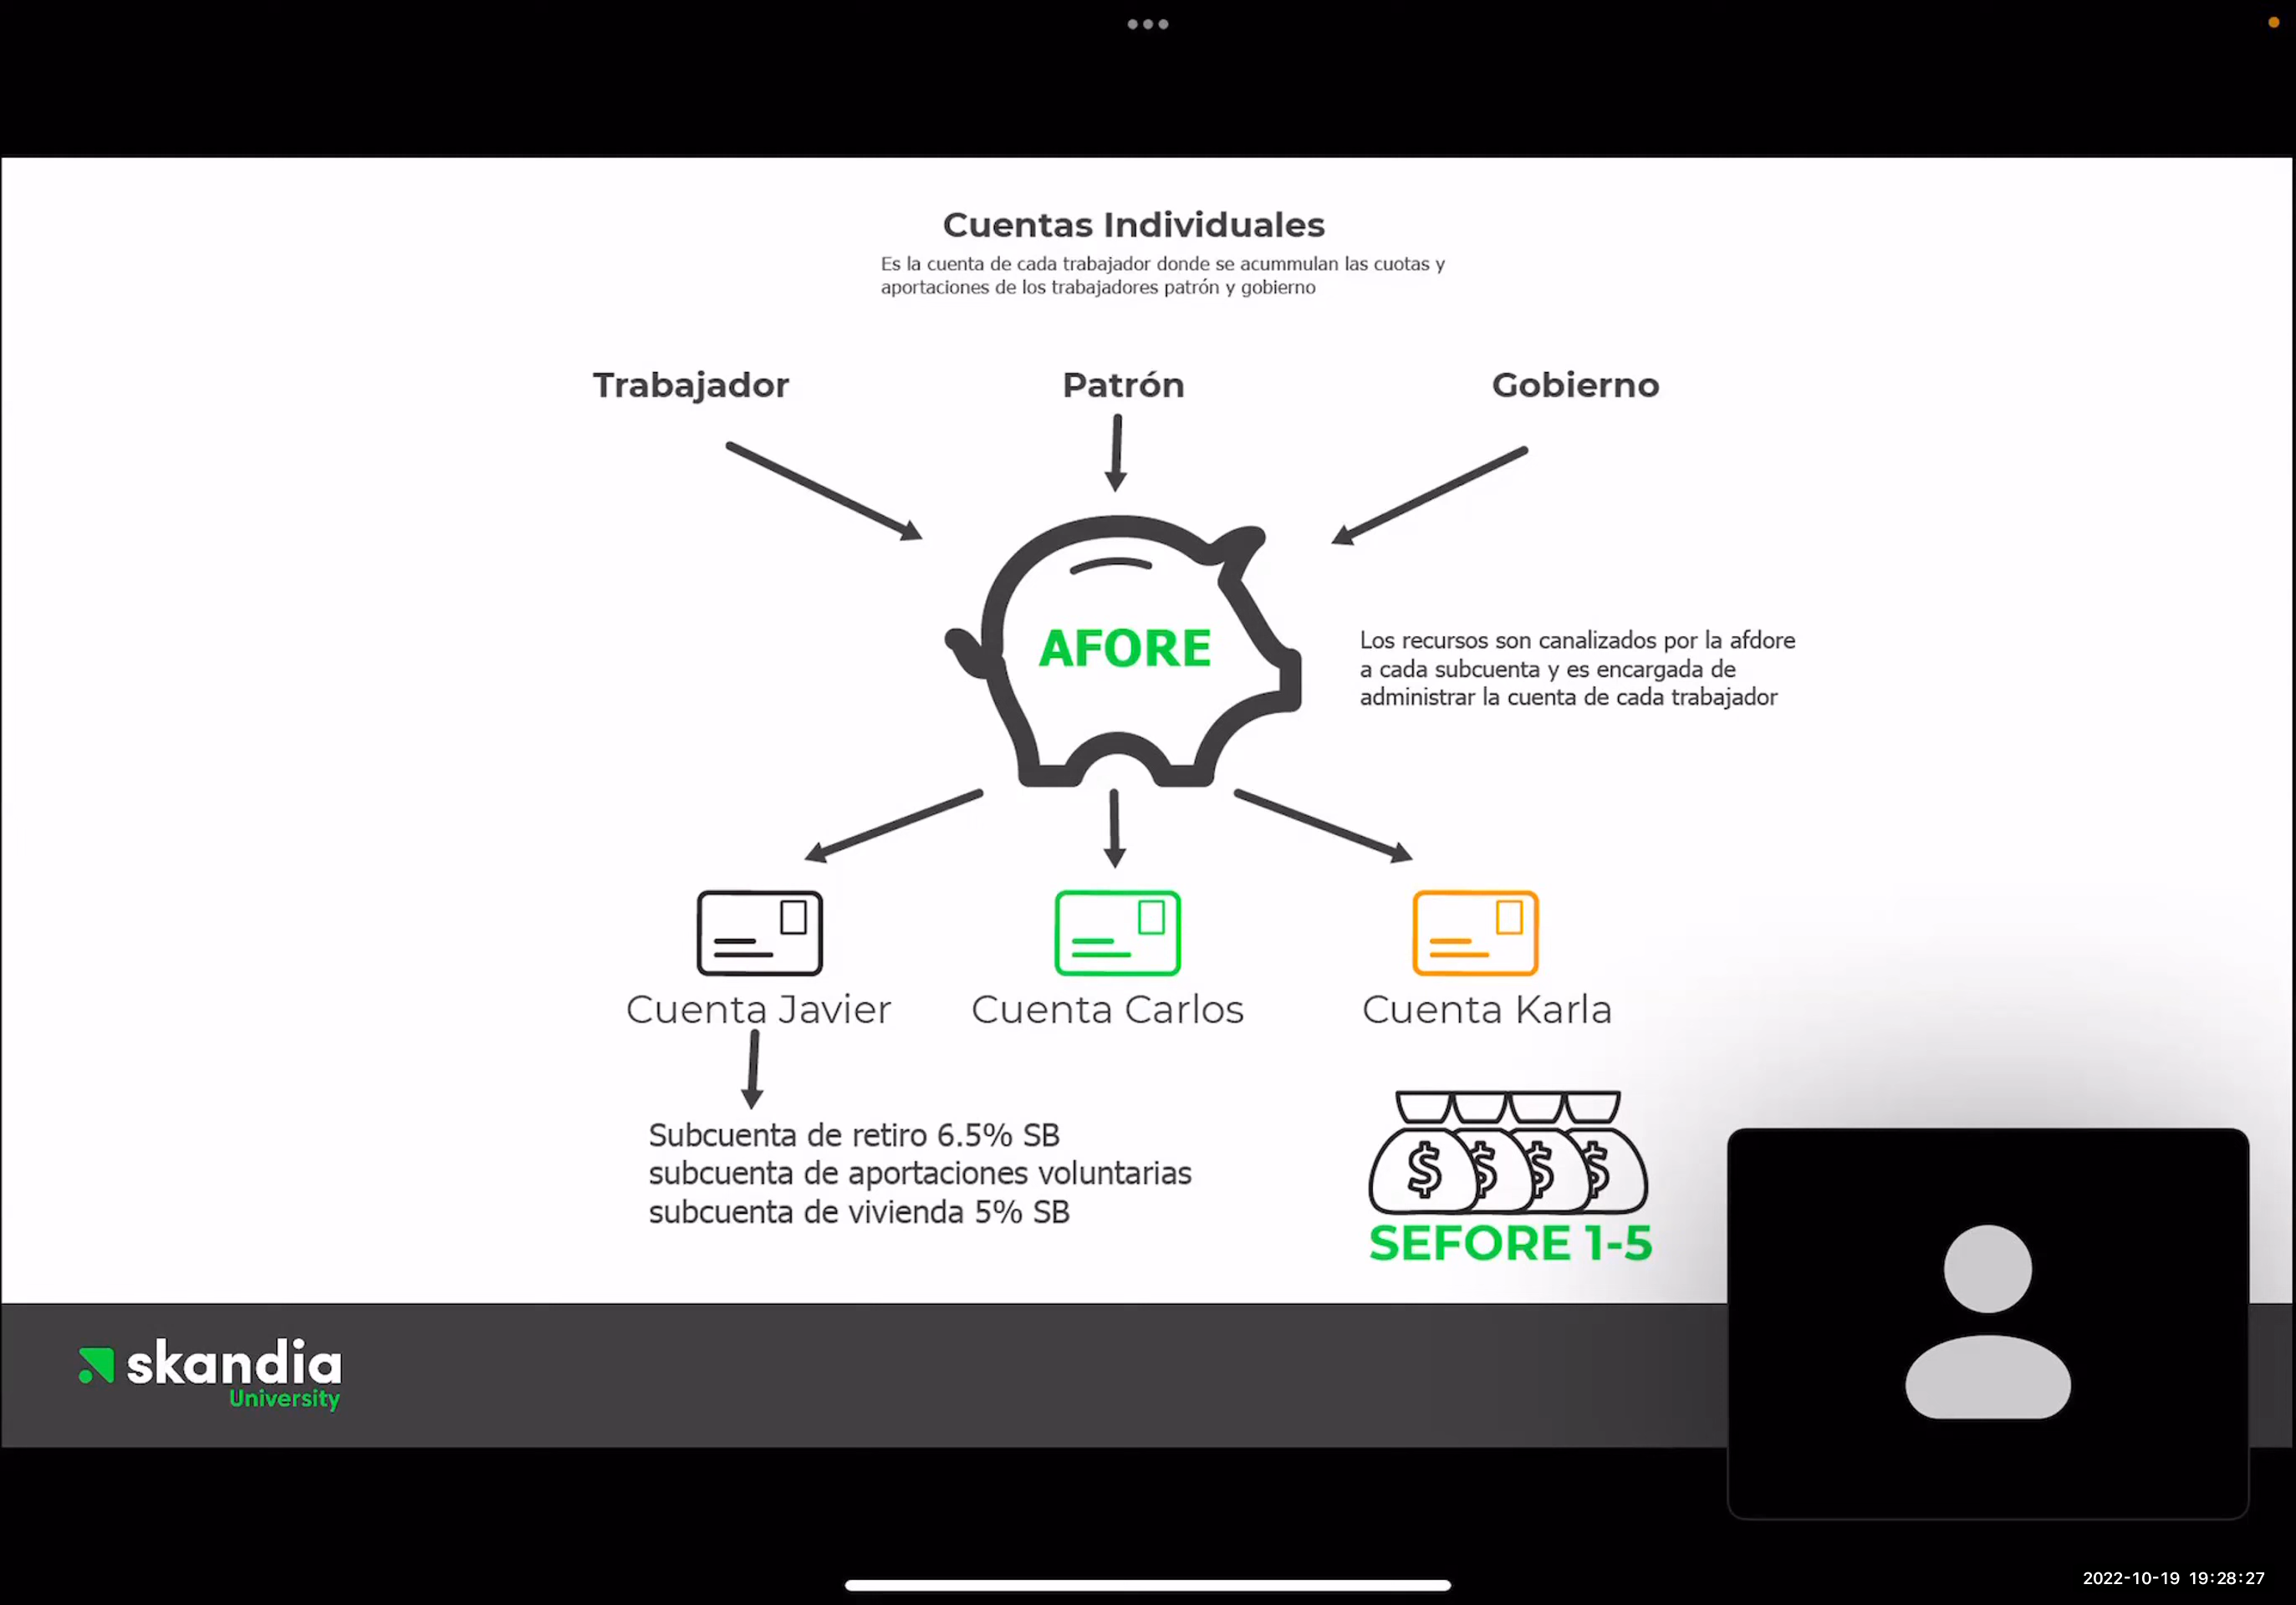 Cuentas Individuales
Es la cuenta de cada trabajador donde se acummulan las cuotas y
aportaciones de los trabajadores patrón y gobierno
Trabajador
Patrón
Gobierno
AFORE
Los recursos son canalizados por la afdore
a cada subcuenta y es encargada de
administrar la cuenta de cada trabajador
Cuenta Javier
Cuenta Carlos
Cuenta Karla
Subcuenta de retiro 6.5% SB
subcuenta de aportaciones voluntarias
subcuenta de vivienda 5% SB
$ $ $ $
SEFORE 1-5
skandia
University
2022-10-19 19:28:27